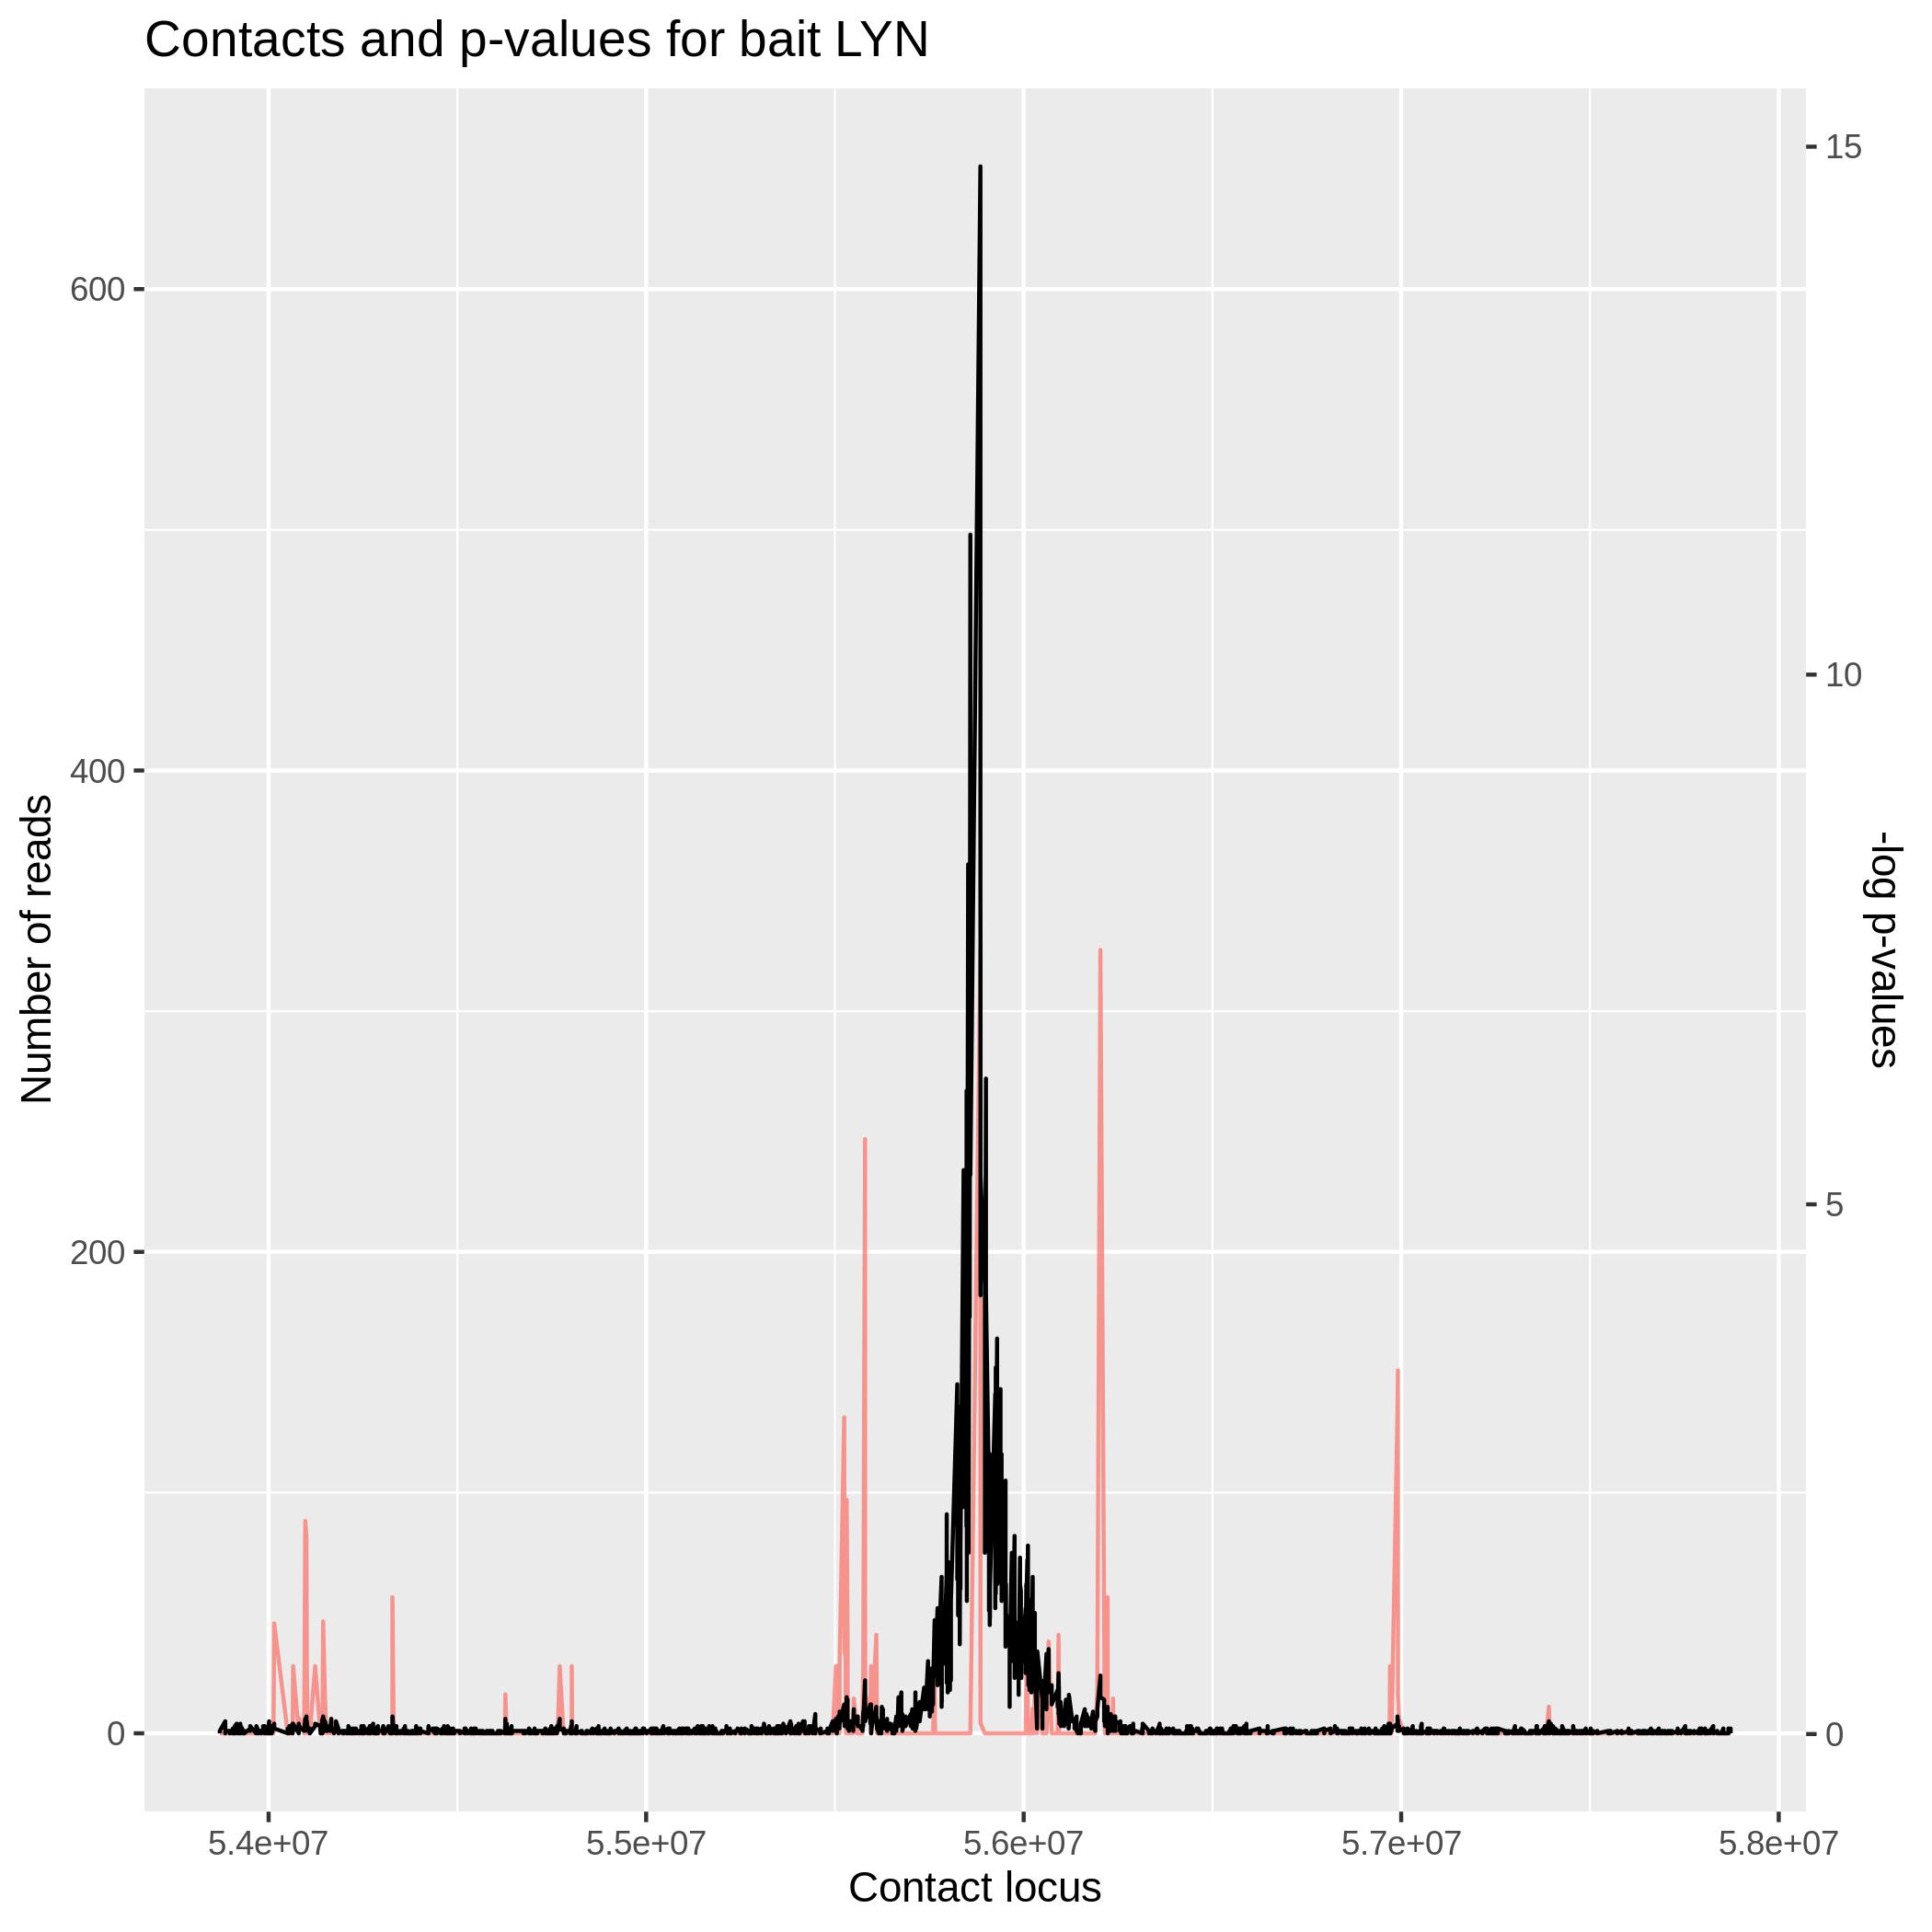 Contacts and p-values for bait LYN
15
600
10
400
Number of reads
-log p-values
5
200
0
0
5.4e+07 5.5e+07 5.6e+07 5.7e+07 5.8e+07
Contact locus